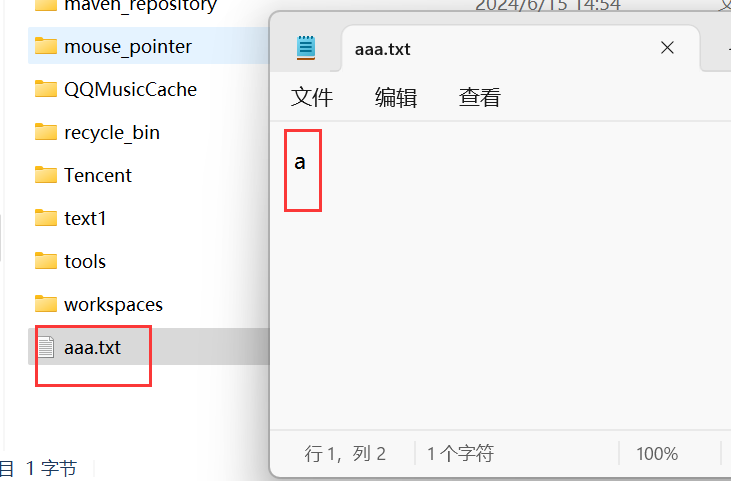 maven_repository
2024/6/15 14:54
mouse_pointer
QQMusicCache
recycle_bin
Tencent
text1
tools
workspaces
aaa.txt
目 1 字节
aaa.txt
文件 编辑 查看
a
行 1，列 2 1 个字符 100%